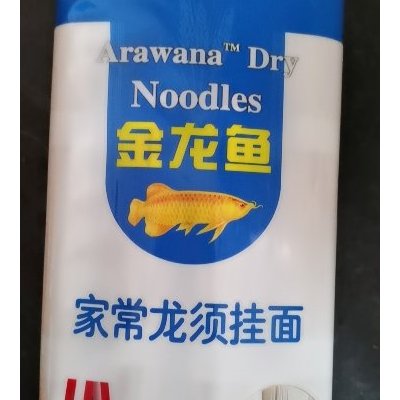 Arawana™ Dry
Noodles
金龙鱼
家常龙须挂面